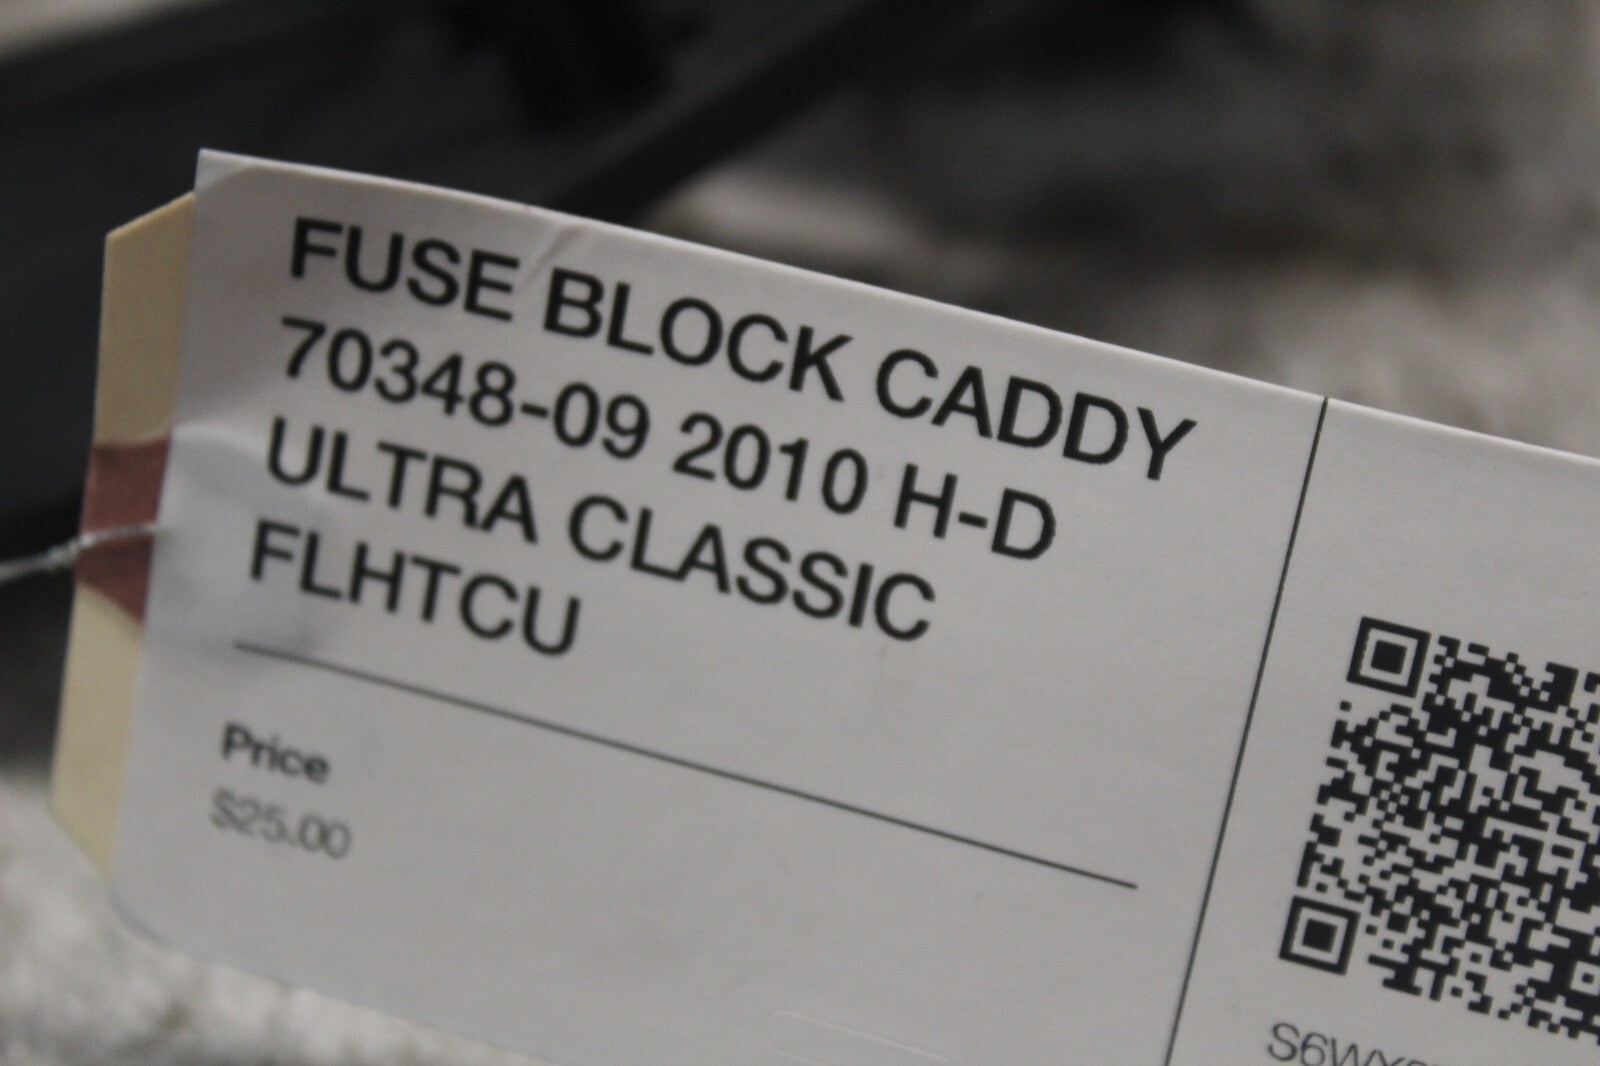 FUSE BLOCK CADDY
70348-09 2010 H-D
ULTRA CLASSIC
FLHTCU
Price
$25.00